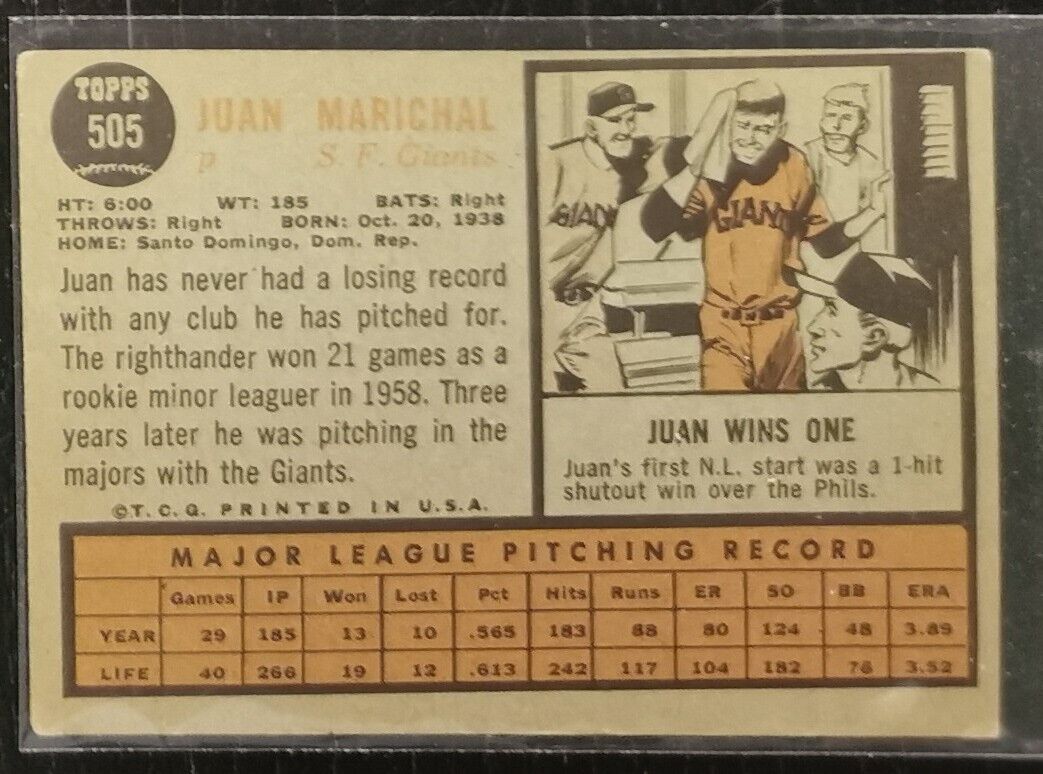 TOPPS
505
JUAN MARICHAL
P S. F. Giants
HT: 6:00 WT: 185 BATS: Right
THROWS: Right BORN: Oct. 20, 1938
HOME: Santo Domingo, Dom. Rep.
Juan has never had a losing record
with any club he has pitched for.
The righthander won 21 games as a
rookie minor leaguer in 1958. Three
years later he was pitching in the
majors with the Giants.
©T. C. G. PRINTED IN U.S.A.
GIAN
GIANT
JUAN WINS ONE
Juan's first N.L. start was a 1-hit
shutout win over the Phils.
MAJOR LEAGUE PITCHING RECORD
Games IP Won Lost Pct Hits Runs ER SO BB ERA
YEAR 29 185 13 10 .565 183 88 80 124 48 3.89
LIFE 40 266 19 12 .613 242 117 104 182 76 3.52